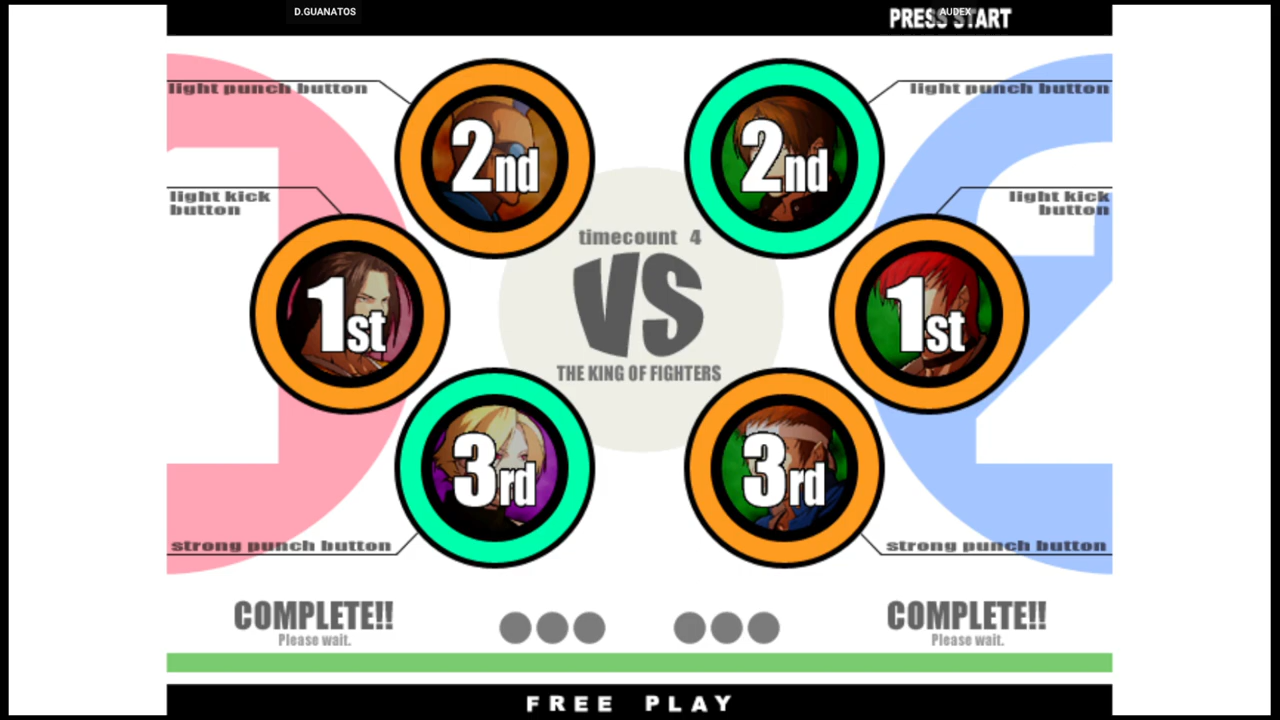 D.GUANATOS
AUDEX
PRESS START
light punch button
light punch button
2nd
2nd
light kick
button
light kick
button
timecount 4
VS
THE KING OF FIGHTERS
1st
1st
3rd
3rd
strong punch button
strong punch button
COMPLETE!!
Please wait.
COMPLETE!!
Please wait.
FREE PLAY